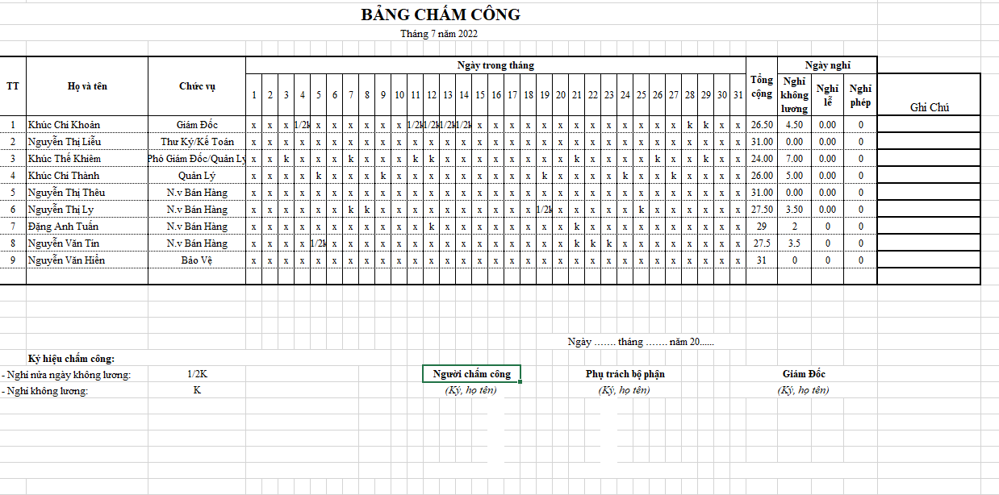 BẢNG CHẤM CÔNG
Tháng 7 năm 2022
TT Họ và tên Chức vụ Ngày trong tháng Tổng cộng Ngày nghỉ
1 2 3 4 5 6 7 8 9 10 11 12 13 14 15 16 17 18 19 20 21 22 23 24 25 26 27 28 29 30 31 Nghỉ không lương Nghỉ lễ Nghỉ phép Ghi Chú
1 Khúc Chí Khoản Giám Đốc x x x 1/2k x x x x x x 1/2k 1/2k 1/2k 1/2k x x x x x x x x x x x x x k k x x 26.50 4.50 0.00 0
2 Nguyễn Thị Liễu Thư Ký/Kế Toán x x x x x x x x x x x x x x x x x x x x x x x x x x x x x x x 31.00 0.00 0.00 0
3 Khúc Thế Khiêm Phó Giám Đốc/Quản Lý x x k x x x k x x x k k x x x x x x x x k x x x x k x x k x x 24.00 7.00 0.00 0
4 Khúc Chí Thành Quản Lý x x x x k x x x k x x x x x x x x x k x x x x k x x k x x x x 26.00 5.00 0.00 0
5 Nguyễn Thị Thêu N.v Bán Hàng x x x x x x x x x x x x x x x x x x x x x x x x x x x x x x x 31.00 0.00 0.00 0
6 Nguyễn Thị Ly N.v Bán Hàng x x x x x x k k x x x x x x x x x x 1/2k x x x x x k x x x x x x 27.50 3.50 0.00 0
7 Đặng Anh Tuấn N.v Bán Hàng x x x x x x x x x x x k x x x x x x x x k x x x x x x x x x x 29 2 0 0
8 Nguyễn Văn Tin N.v Bán Hàng x x x x 1/2k x x x x x x x x x x x x x x x k k k x x x x x x x x 27.5 3.5 0 0
9 Nguyễn Văn Hiển Bảo Vệ x x x x x x x x x x x x x x x x x x x x x x x x x x x x x x x 31 0 0 0
Ngày ....... tháng ....... năm 20......
Ký hiệu chấm công:
- Nghỉ nửa ngày không lương: 1/2K Người chấm công Phụ trách bộ phận Giám Đốc
- Nghỉ không lương: K (Ký, họ tên) (Ký, họ tên) (Ký, họ tên)